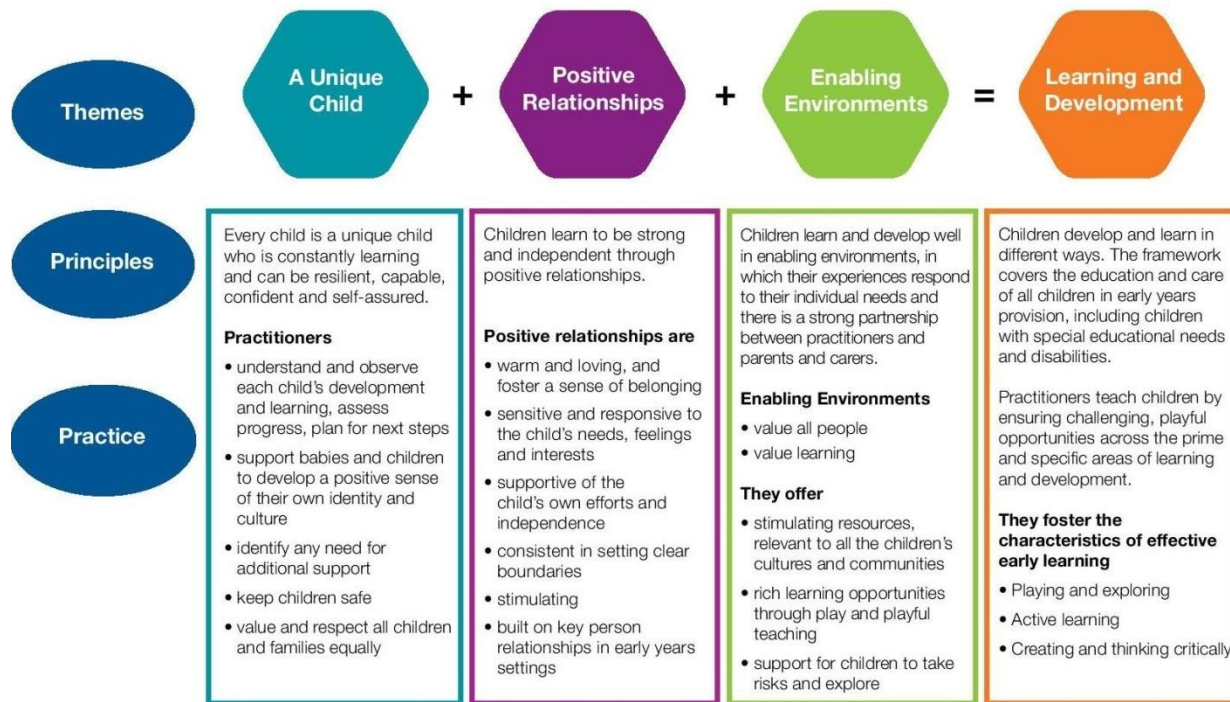 Themes
A Unique
Child
+
Positive
Relationships
+
Enabling
Environments
=
Learning and
Development
Principles
Practice
Every child is a unique child
who is constantly learning
and can be resilient, capable,
confident and self-assured.
Practitioners
• understand and observe
each child’s development
and learning, assess
progress, plan for next steps
• support babies and children
to develop a positive sense
of their own identity and
culture
• identify any need for
additional support
• keep children safe
• value and respect all children
and families equally
Children learn to be strong
and independent through
positive relationships.
Positive relationships are
• warm and loving, and
foster a sense of belonging
• sensitive and responsive to
the child’s needs, feelings
and interests
• supportive of the
child’s own efforts and
independence
• consistent in setting clear
boundaries
• stimulating
• built on key person
relationships in early years
settings
Children learn and develop well
in enabling environments, in
which their experiences respond
to their individual needs and
there is a strong partnership
between practitioners and
parents and carers.
Enabling Environments
• value all people
• value learning
They offer
• stimulating resources,
relevant to all the children’s
cultures and communities
• rich learning opportunities
through play and playful
teaching
• support for children to take
risks and explore
Children develop and learn in
different ways. The framework
covers the education and care
of all children in early years
provision, including children
with special educational needs
and disabilities.
Practitioners teach children by
ensuring challenging, playful
opportunities across the prime
and specific areas of learning
and development.
They foster the
characteristics of effective
early learning
• Playing and exploring
• Active learning
• Creating and thinking critically